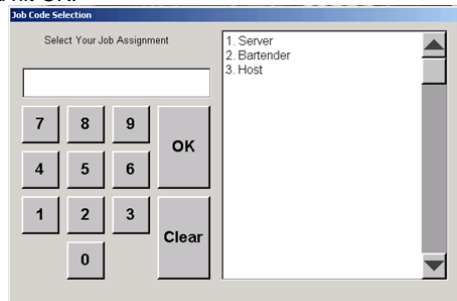 Job Code Selection
Select Your Job Assignment
1. Server
2. Bartender
3. Host
7 8 9
OK
4 5 6
1 2 3
Clear
0